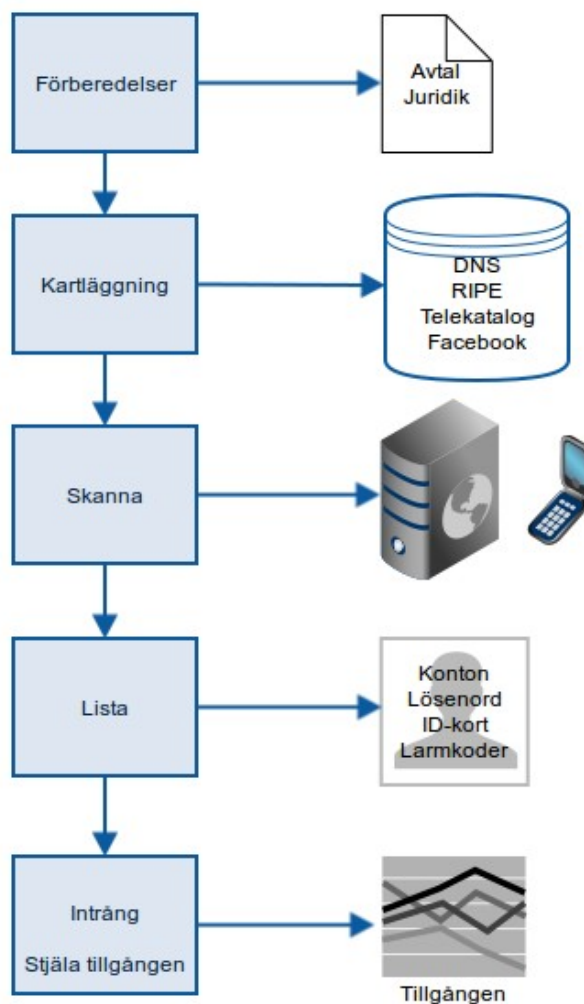 Förberedelser
Avtal
Juridik
Kartläggning
DNS
RIPE
Telekatalog
Facebook
Skanna
Lista
Konton
Lösenord
ID-kort
Larmkoder
Intrång
Stjäla tillgången
Tillgången